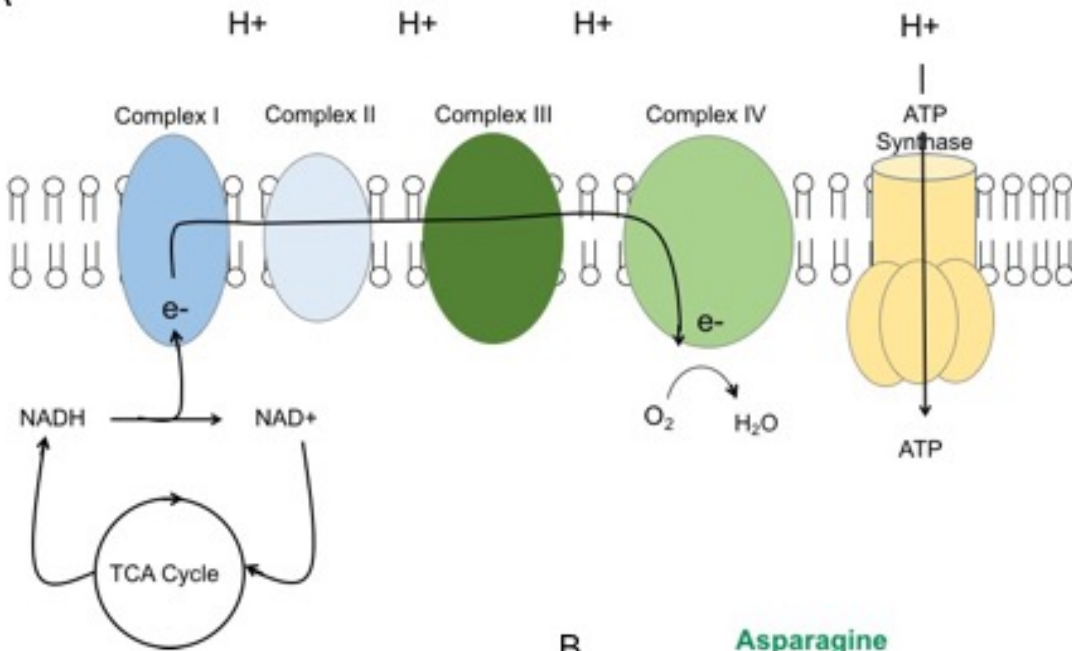 A
H+ H+ H+ H+
Complex I Complex II Complex III Complex IV ATP
Synthase
e- e-
NADH NAD+ O₂ H₂O
ATP
TCA Cycle
B Asparagine